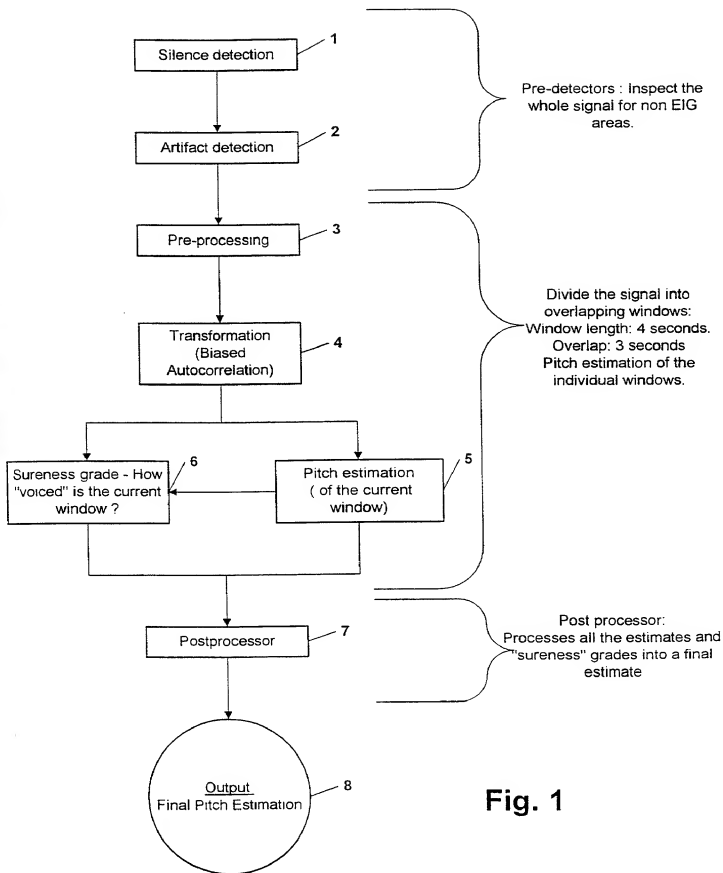 1
Silence detection
Pre-detectors : Inspect the
whole signal for non EIG
areas.
2
Artifact detection
3
Pre-processing
Divide the signal into
overlapping windows:
Window length: 4 seconds.
Overlap: 3 seconds
Pitch estimation of the
individual windows.
4
Transformation
(Biased
Autocorrelation)
6
Sureness grade - How
"voiced" is the current
window ?
5
Pitch estimation
( of the current
window)
7
Postprocessor
Post processor:
Processes all the estimates and
"sureness" grades into a final
estimate
8
Output
Final Pitch Estimation
Fig. 1